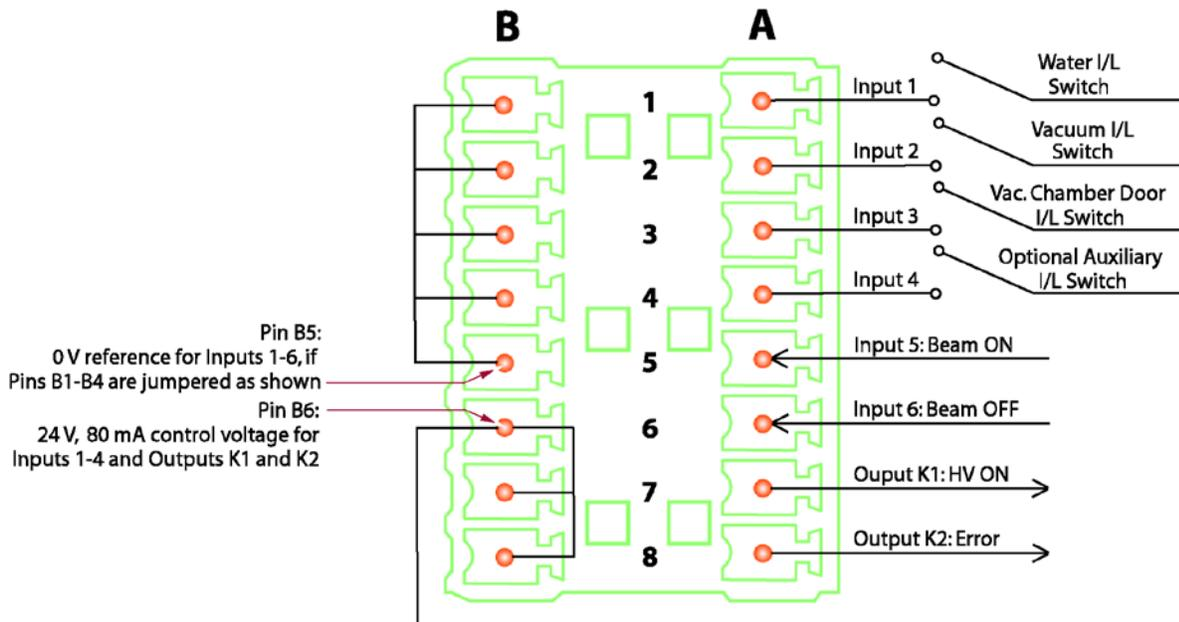 B A
1
2
3
4
5
6
7
8
Input 1
Water I/L
Switch
Input 2
Vacuum I/L
Switch
Input 3
Vac. Chamber Door
I/L Switch
Input 4
Optional Auxiliary
I/L Switch
Input 5: Beam ON
Input 6: Beam OFF
Ouput K1: HV ON
Output K2: Error
Pin B5:
0 V reference for Inputs 1-6, if
Pins B1-B4 are jumpered as shown
Pin B6:
24 V, 80 mA control voltage for
Inputs 1-4 and Outputs K1 and K2